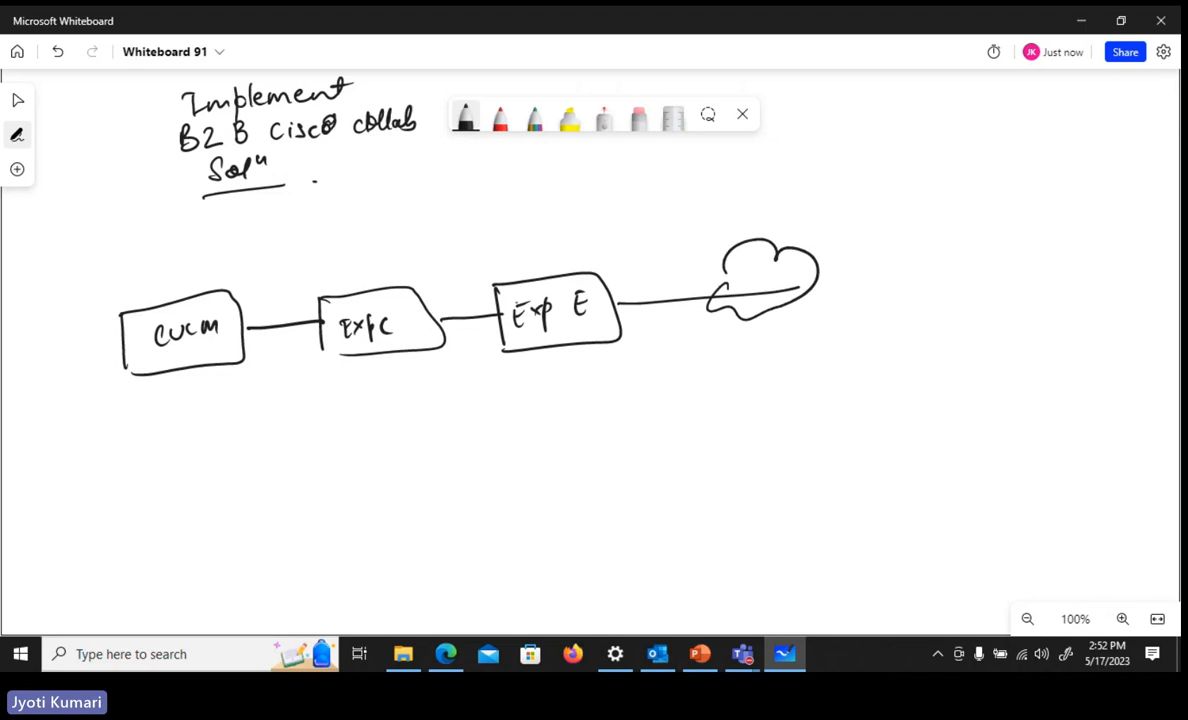 Microsoft Whiteboard
Whiteboard 91
JK Just now
Share
Implement
B2B Cisco collab
Solⁿ
CUCM
EXPC
Exp E
100%
Type here to search
2:52 PM
5/17/2023
Jyoti Kumari